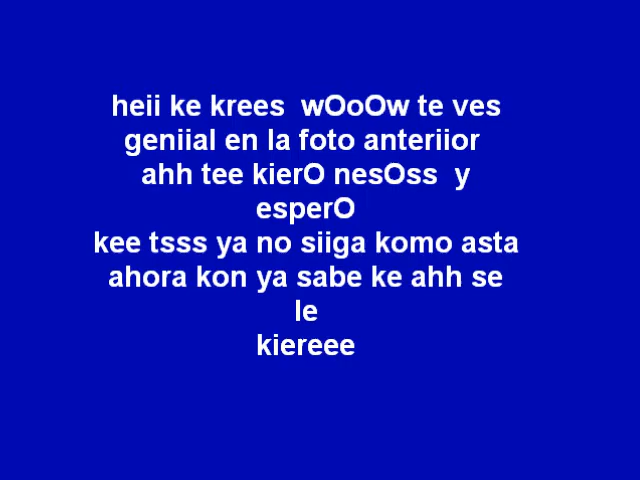 heii ke krees  wOoOw te ves
geniial en la foto anteriior
ahh tee kierO nesOss  y
esperO
kee tsss ya no siiga komo asta
ahora kon ya sabe ke ahh se
le
kiereee